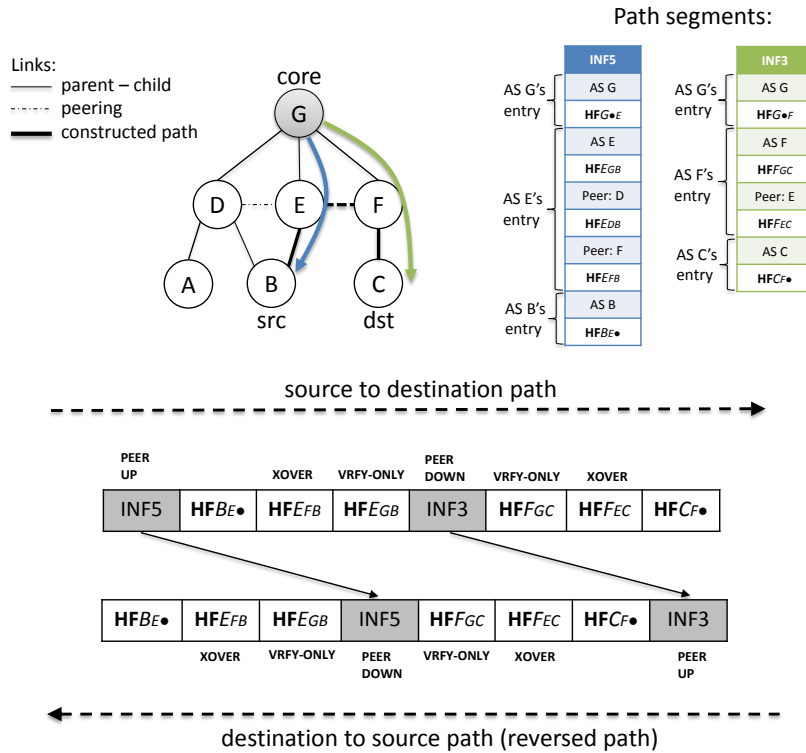 Path segments:
Links:
parent – child
peering
constructed path
core
G
D
E
F
A
B
C
src
dst
INF5
AS G's
entry
AS G
HFG●E
AS E's
entry
AS E
HFEGB
Peer: D
HFEDB
Peer: F
HFEFB
AS B's
entry
AS B
HFBE●
INF3
AS G's
entry
AS G
HFG●F
AS F's
entry
AS F
HFFGC
Peer: E
HFFEC
AS C's
entry
AS C
HFCF●
source to destination path
PEER
UP
XOVER
VRFY-ONLY
PEER
DOWN
VRFY-ONLY
XOVER
INF5 HFBE● HFEFB HFEGB INF3 HFFGC HFFEC HFCF●
HFBE● HFEFB HFEGB INF5 HFFGC HFFEC HFCF● INF3
XOVER
VRFY-ONLY
PEER
DOWN
VRFY-ONLY
XOVER
PEER
UP
destination to source path (reversed path)